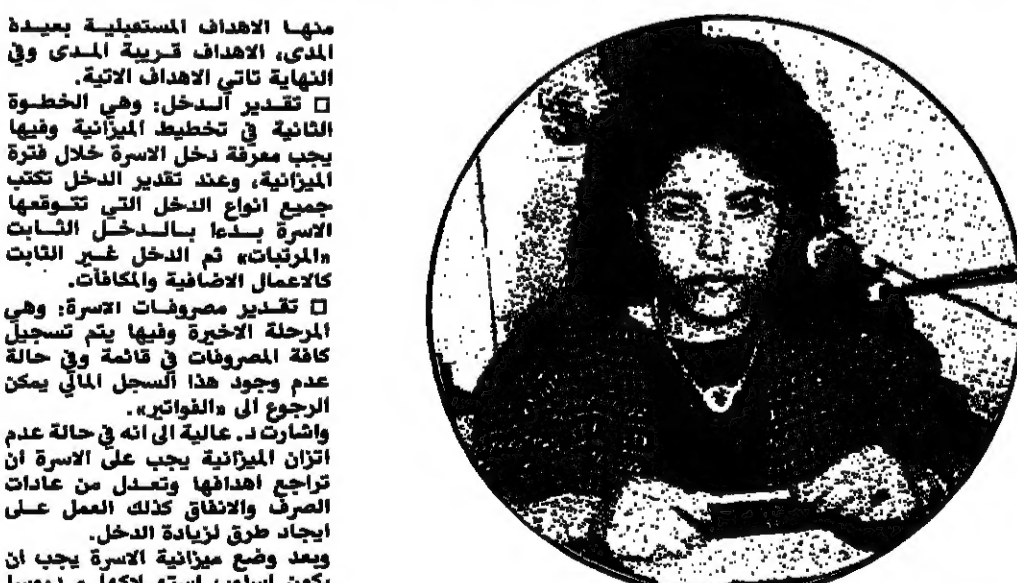 منها الاهداف المستقبلية بعيدة
المدى، الاهداف قريبة المدى وفي
النهاية تاتي الاهداف الاتية.
□ تقدير الدخل: وهي الخطوة
الثانية في تخطيط الميزانية وفيها
يجب معرفة دخل الاسرة خلال فترة
الميزانية، وعند تقدير الدخل تكتب
جميع انواع الدخل التي تتوقعها
الاسرة بدءا بالدخل الثابت
«المرتبات» ثم الدخل غير الثابت
كالاعمال الاضافية والمكافآت.
□ تقدير مصروفات الاسرة: وهي
المرحلة الاخيرة وفيها يتم تسجيل
كافة المصروفات في قائمة وفي حالة
عدم وجود هذا السجل المالي يمكن
الرجوع الى «الفواتير».
واشارت د. عالية الى انه في حالة عدم
اتزان الميزانية يجب على الاسرة ان
تراجع اهدافها وتعدل من عادات
الصرف والانفاق كذلك العمل على
ايجاد طرق لزيادة الدخل.
وبعد وضع ميزانية الاسرة يجب ان
يكون اسلوب استهلاكها مدروسا